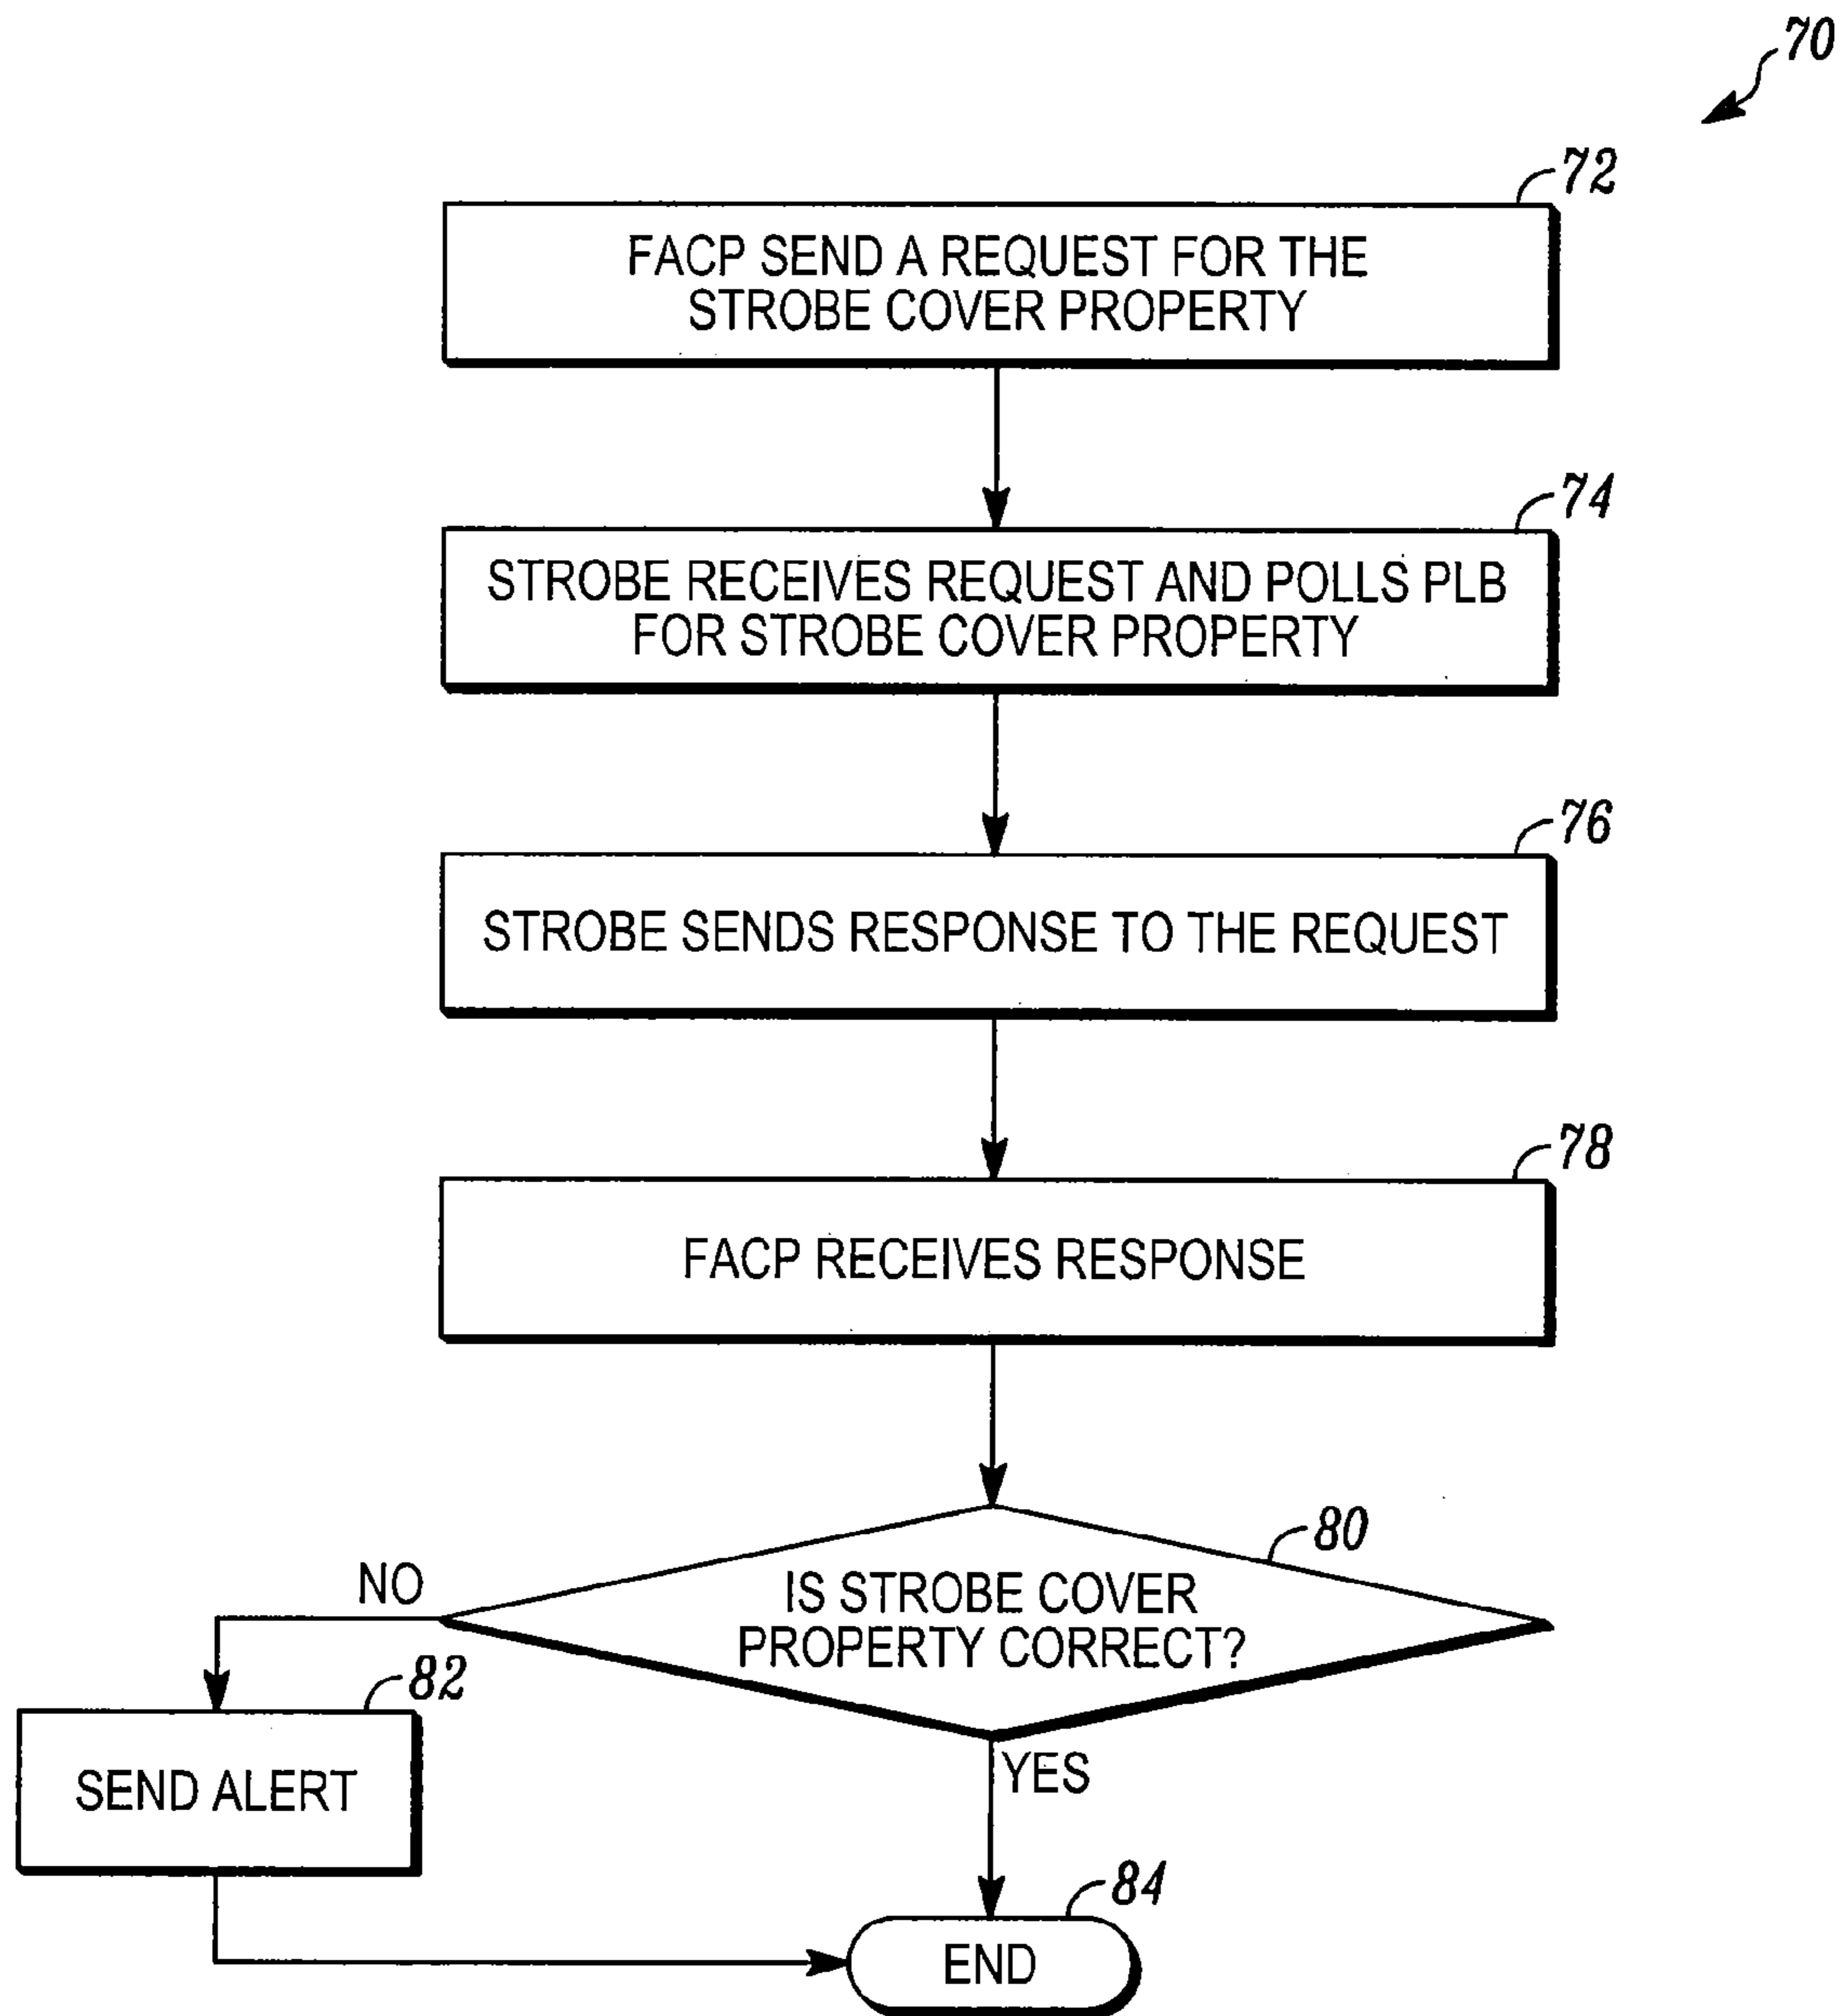 70
72
FACP SEND A REQUEST FOR THE
STROBE COVER PROPERTY
74
STROBE RECEIVES REQUEST AND POLLS PLB
FOR STROBE COVER PROPERTY
76
STROBE SENDS RESPONSE TO THE REQUEST
78
FACP RECEIVES RESPONSE
80
IS STROBE COVER
PROPERTY CORRECT?
NO
82
SEND ALERT
YES
84
END